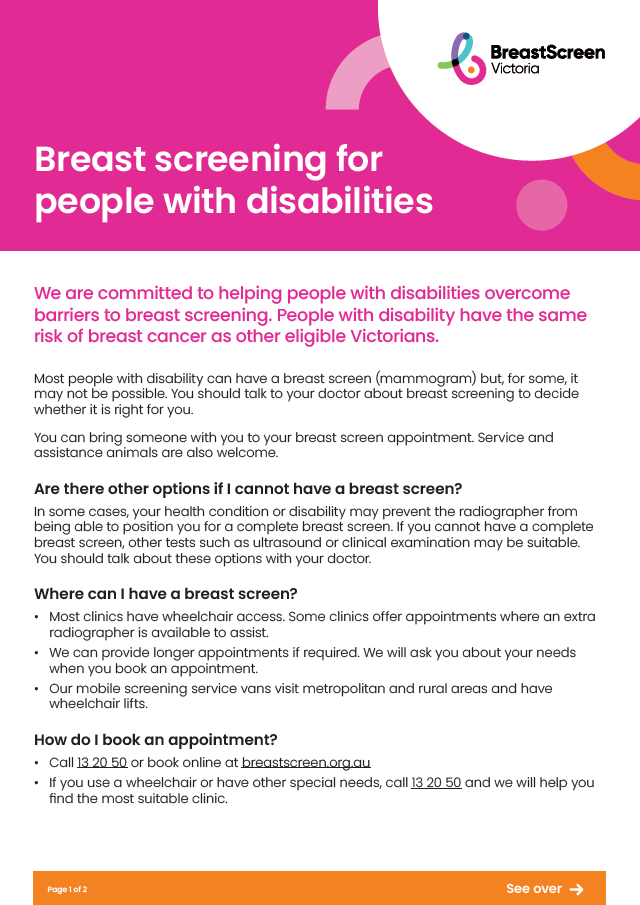 BreastScreen
Victoria
Breast screening for
people with disabilities
We are committed to helping people with disabilities overcome
barriers to breast screening. People with disability have the same
risk of breast cancer as other eligible Victorians.
Most people with disability can have a breast screen (mammogram) but, for some, it
may not be possible. You should talk to your doctor about breast screening to decide
whether it is right for you.
You can bring someone with you to your breast screen appointment. Service and
assistance animals are also welcome.
Are there other options if I cannot have a breast screen?
In some cases, your health condition or disability may prevent the radiographer from
being able to position you for a complete breast screen. If you cannot have a complete
breast screen, other tests such as ultrasound or clinical examination may be suitable.
You should talk about these options with your doctor.
Where can I have a breast screen?
• Most clinics have wheelchair access. Some clinics offer appointments where an extra
radiographer is available to assist.
• We can provide longer appointments if required. We will ask you about your needs
when you book an appointment.
• Our mobile screening service vans visit metropolitan and rural areas and have
wheelchair lifts.
How do I book an appointment?
• Call 13 20 50 or book online at breastscreen.org.au
• If you use a wheelchair or have other special needs, call 13 20 50 and we will help you
find the most suitable clinic.
Page 1 of 2
See over →